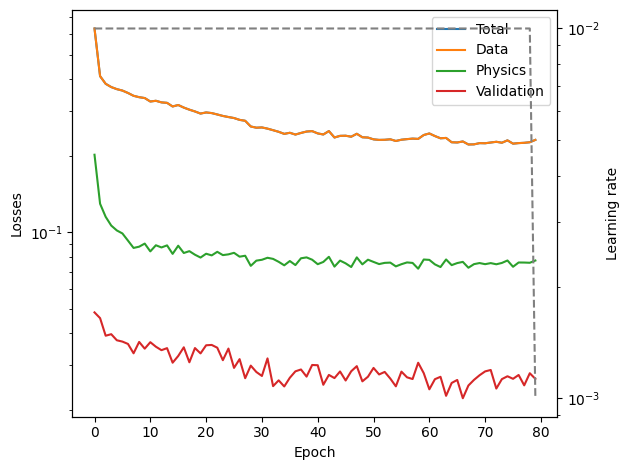 Total
Data
Physics
Validation
Losses
Learning rate
10⁻¹
10⁻²
10⁻³
0 10 20 30 40 50 60 70 80
Epoch